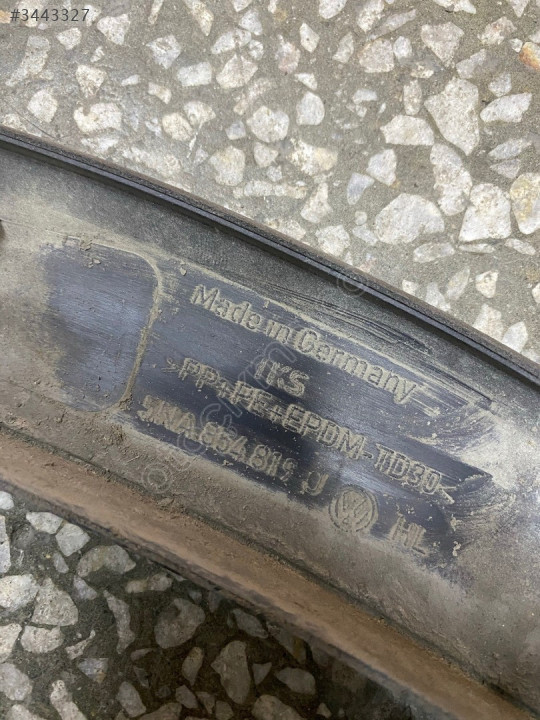 #3443327
Made in Germany
IKS
>PP+PE+EPDM-TD30<
5NA 854 819 J HL